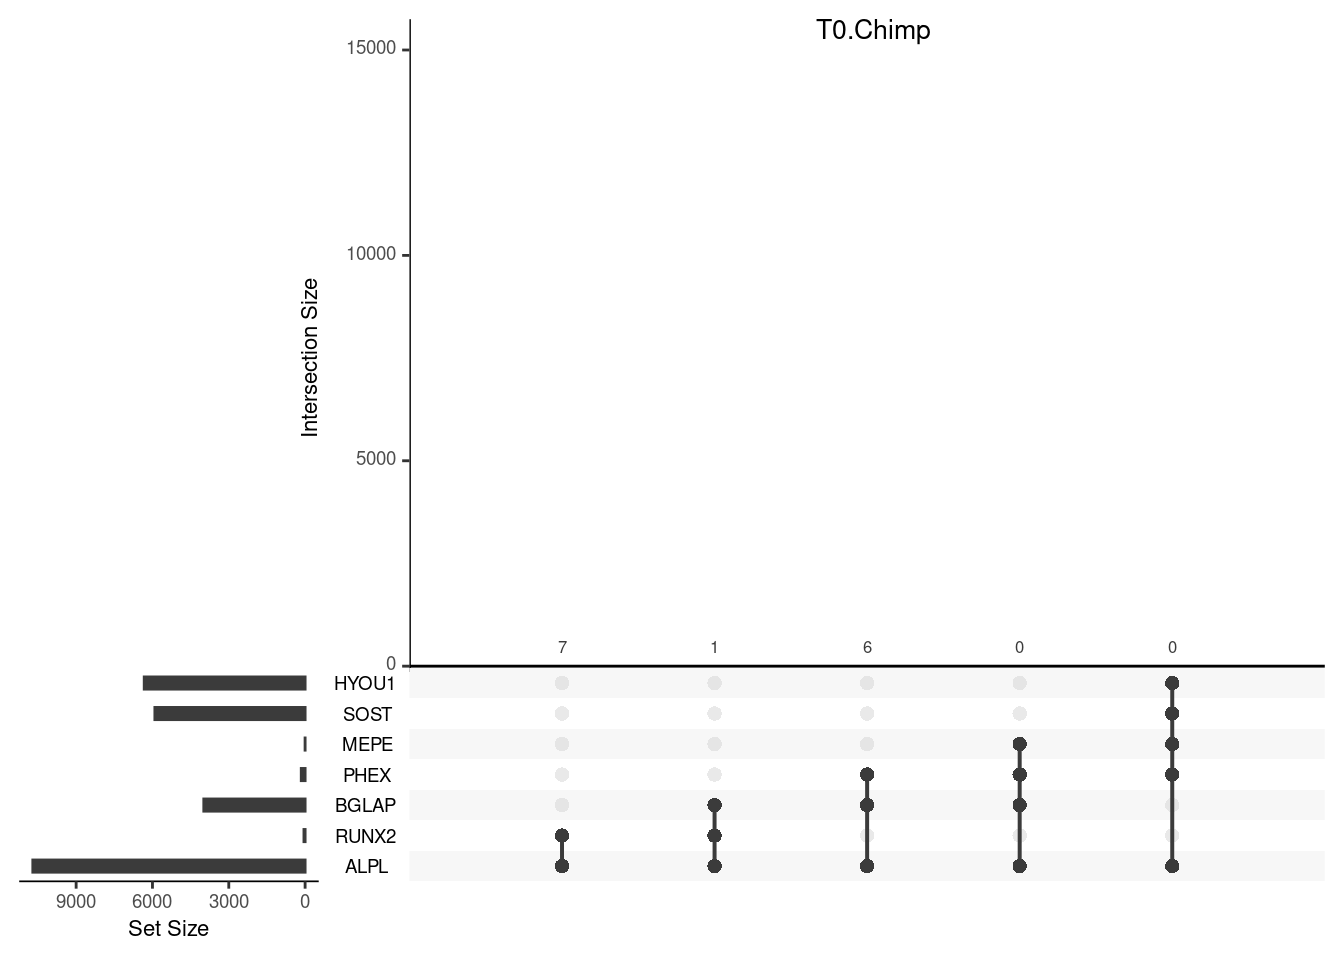 T0.Chimp
15000
10000
5000
0
Intersection Size
7 1 6 0 0
HYOU1
SOST
MEPE
PHEX
BGLAP
RUNX2
ALPL
9000 6000 3000 0
Set Size